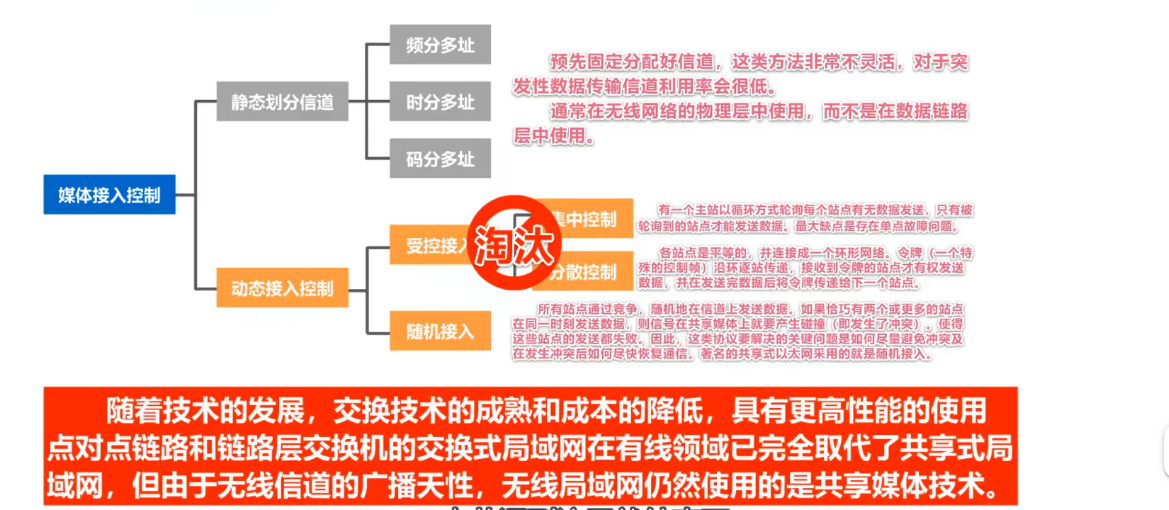 频分多址
静态划分信道
时分多址
码分多址
预先固定分配好信道，这类方法非常不灵活，对于突
发性数据传输信道利用率会很低。
通常在无线网络的物理层中使用，而不是在数据链路
层中使用。
媒体接入控制
动态接入控制
受控接入
淘汰
集中控制
有一个主站以循环方式轮询每个站点有无数据发送，只有被
轮询到的站点才能发送数据。最大缺点是存在单点故障问题。
分散控制
各站点是平等的，并连接成一个环形网络。令牌（一个特
殊的控制帧）沿环逐站传递，接收到令牌的站点才有权发送
数据，并在发送完数据后将令牌传递给下一个站点。
随机接入
所有站点通过竞争，随机地在信道上发送数据。如果恰巧有两个或更多的站点
在同一时刻发送数据，则信号在共享媒体上就要产生碰撞（即发生了冲突），使得
这些站点的发送都失败。因此，这类协议要解决的关键问题是如何尽量避免冲突及
在发生冲突后如何尽快恢复通信。著名的共享式以太网采用的就是随机接入。
随着技术的发展，交换技术的成熟和成本的降低，具有更高性能的使用
点对点链路和链路层交换机的交换式局域网在有线领域已完全取代了共享式局
域网，但由于无线信道的广播天性，无线局域网仍然使用的是共享媒体技术。